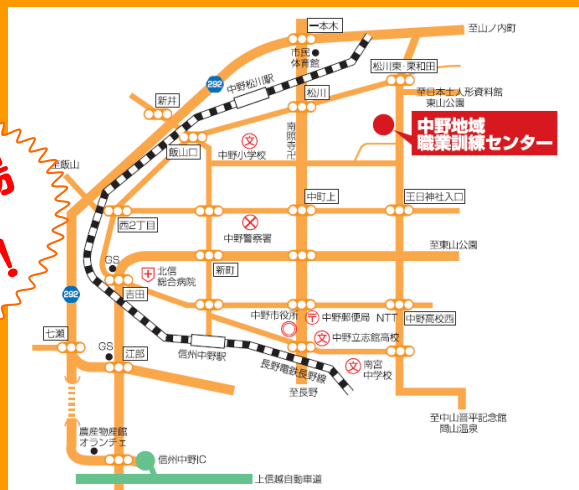 一本木
至山ノ内町
市民
体育館
292
中野松川駅
松川東・栗和田
新井
松川
至日本土人形資料館
東山公園
中野地域
職業訓練センター
飯山口
文
中野小学校
南照寺卍
至飯山
西2丁目
中町上
王日神社入口
中野警察署
至東山公園
GS
北信
総合病院
新町
292
吉田
中野市役所
中野郵便局
NTT
中野高校西
文
中野立志館高校
七瀬
GS
江部
信州中野駅
長野電鉄長野線
文
南宮
中学校
至長野
至中山晋平記念館
間山温泉
農産物産館
オランチェ
信州中野IC
上信越自動車道